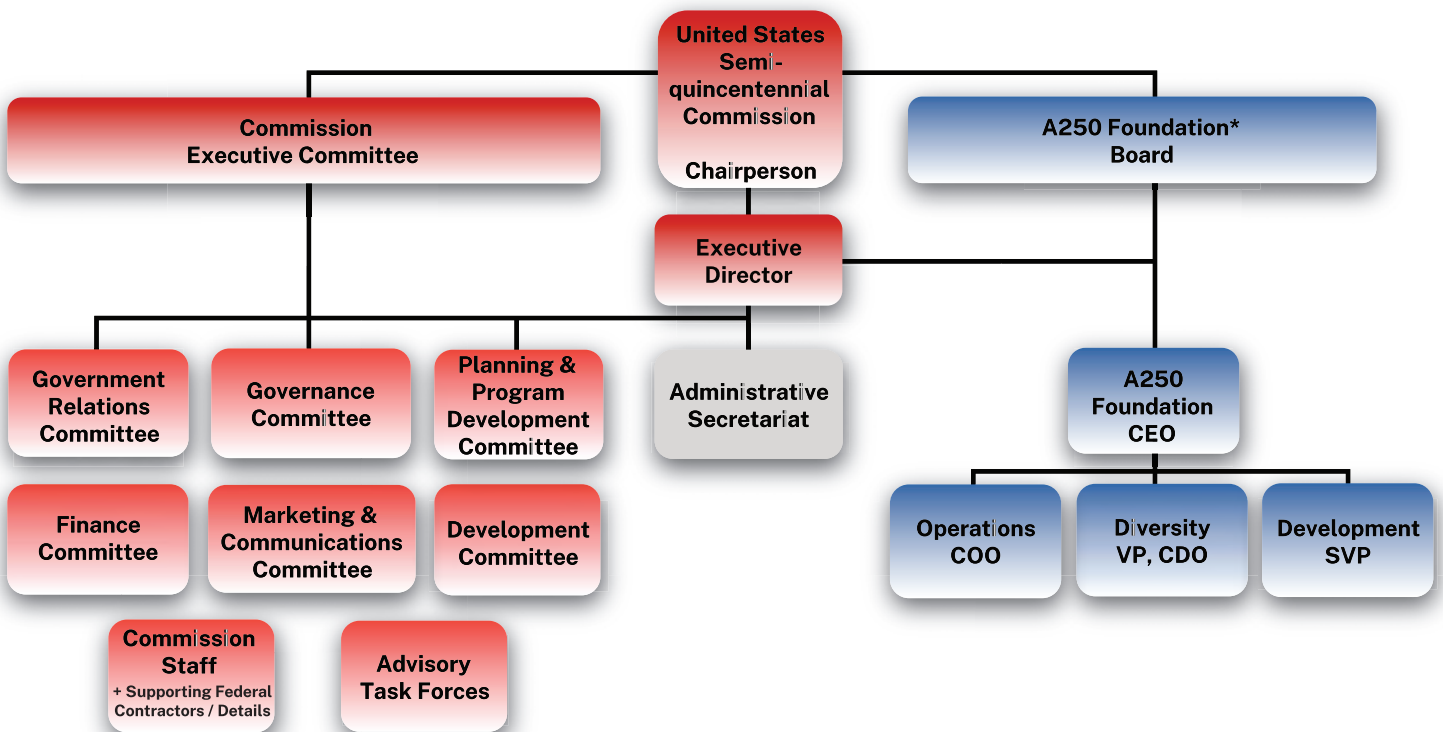 United States
Semi-
quincentennial
Commission
Chairperson
Commission
Executive Committee
A250 Foundation*
Board
Executive
Director
Government
Relations
Committee
Governance
Committee
Planning &
Program
Development
Committee
Administrative
Secretariat
A250
Foundation
CEO
Finance
Committee
Marketing &
Communications
Committee
Development
Committee
Operations
COO
Diversity
VP, CDO
Development
SVP
Commission
Staff
+ Supporting Federal
Contractors / Details
Advisory
Task Forces